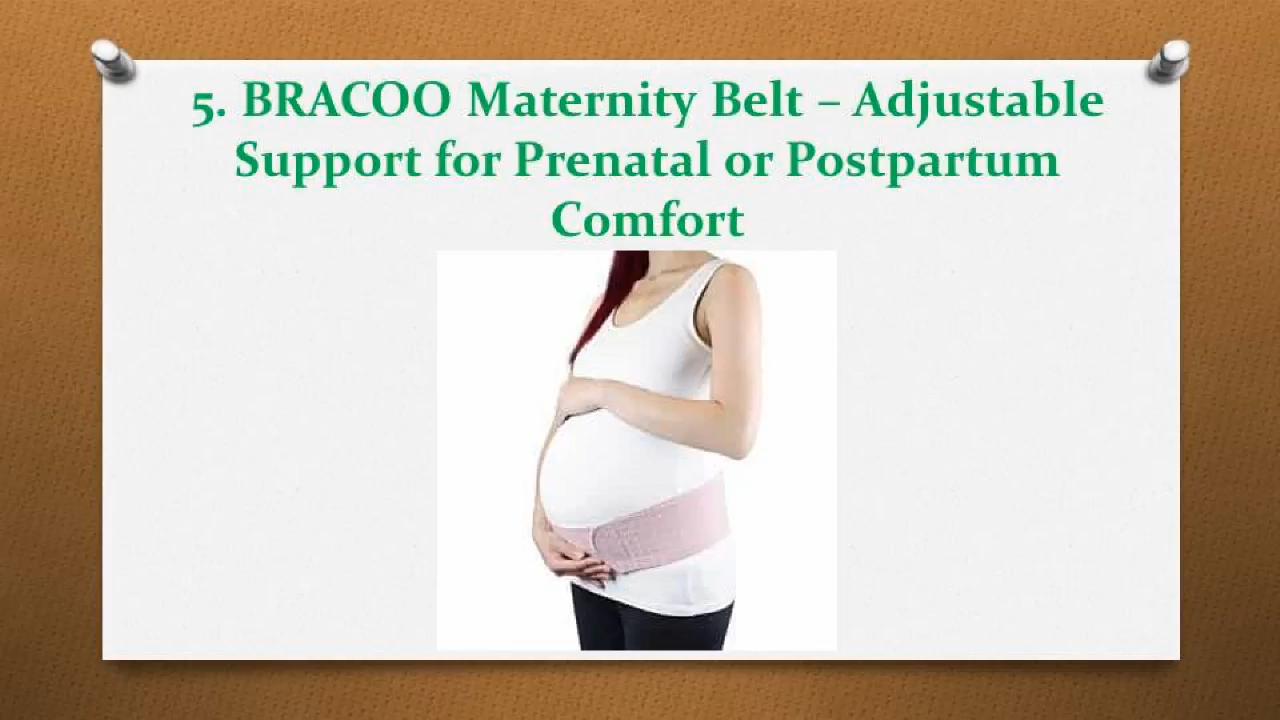 5. BRACOO Maternity Belt – Adjustable
Support for Prenatal or Postpartum
Comfort